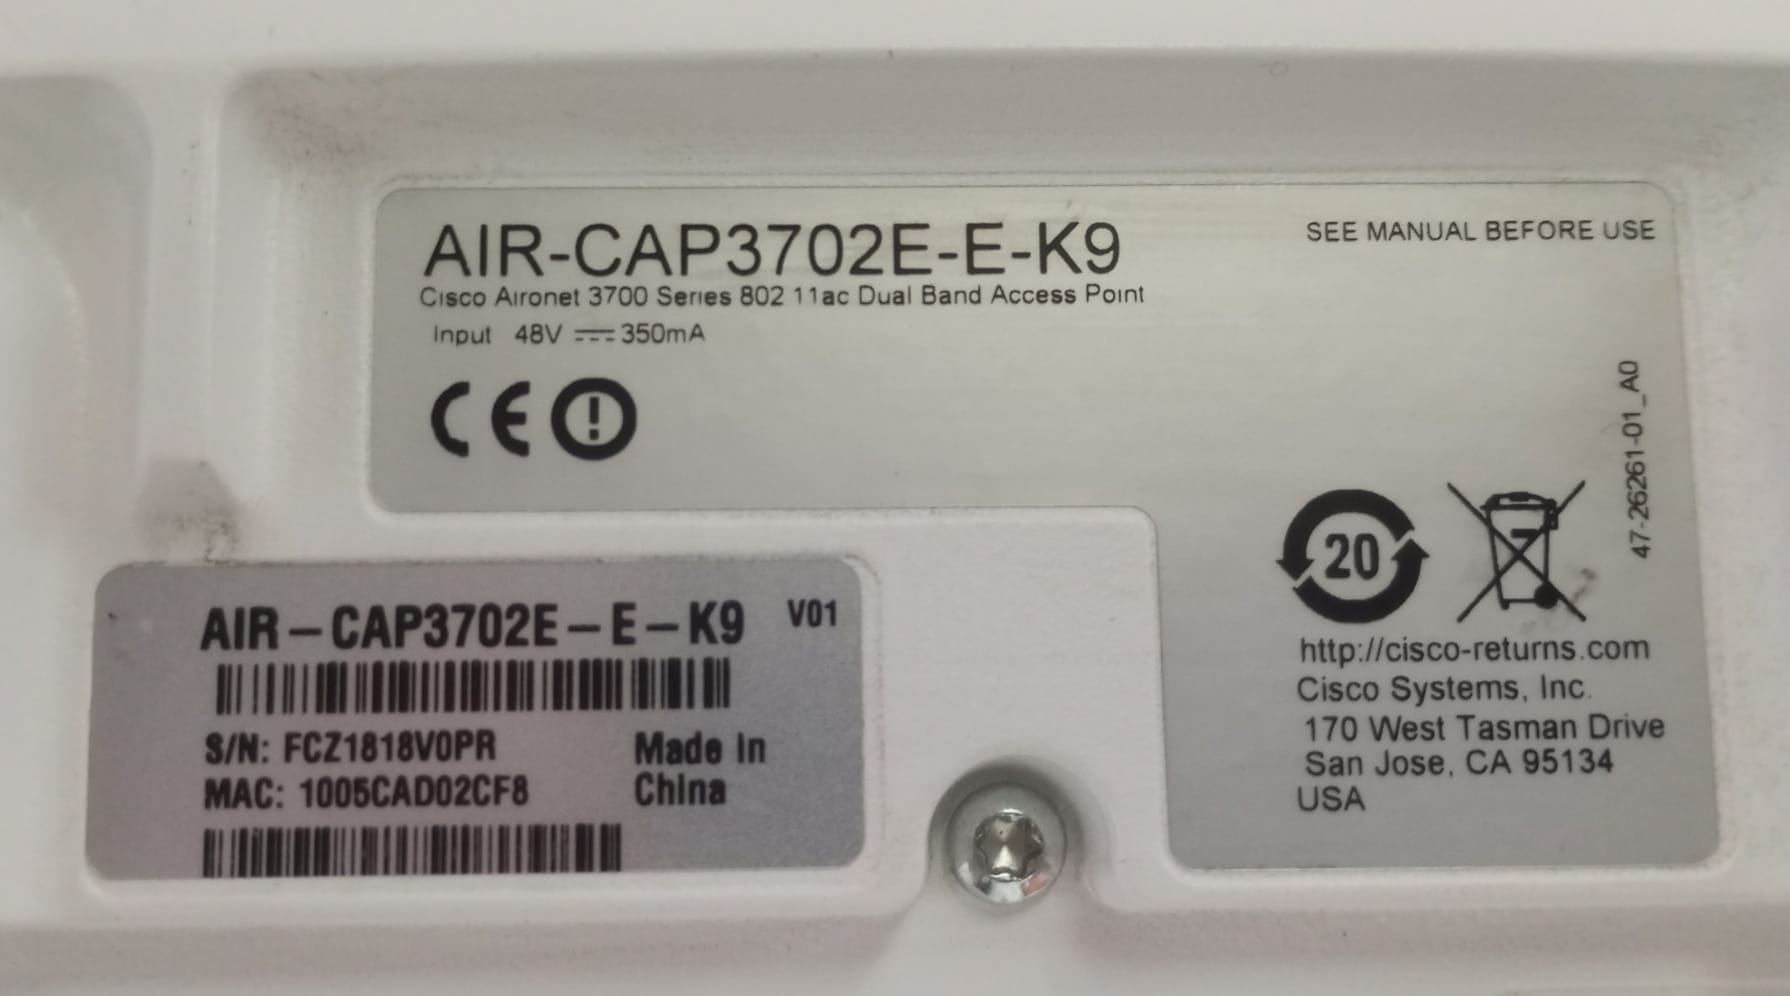 AIR-CAP3702E-E-K9
SEE MANUAL BEFORE USE
Cisco Aironet 3700 Series 802 11ac Dual Band Access Point
Input 48V 350mA
CE
47-26261-01_A0
20
http://cisco-returns.com
Cisco Systems, Inc.
170 West Tasman Drive
San Jose, CA 95134
USA
AIR-CAP3702E-E-K9 V01
S/N: FCZ1818V0PR
MAC: 1005CAD02CF8
Made In
China